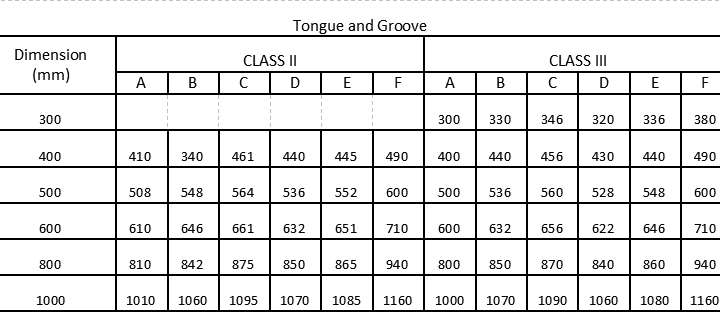 Tongue and Groove
Dimension (mm) CLASS II CLASS III
A B C D E F A B C D E F
300 300 330 346 320 336 380
400 410 340 461 440 445 490 400 440 456 430 440 490
500 508 548 564 536 552 600 500 536 560 528 548 600
600 610 646 661 632 651 710 600 632 656 622 646 710
800 810 842 875 850 865 940 800 850 870 840 860 940
1000 1010 1060 1095 1070 1085 1160 1000 1070 1090 1060 1080 1160